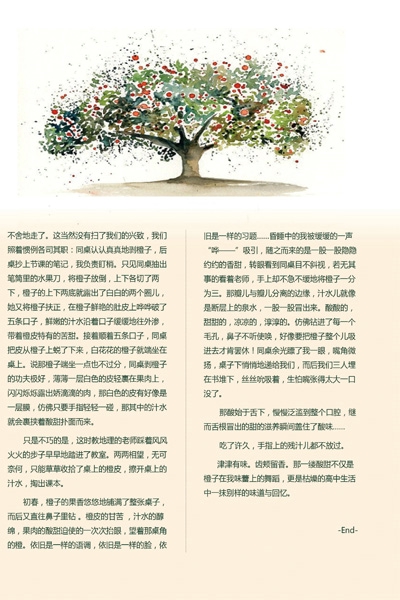 不舍地走了。这当然没有扫了我们的兴致，我们
照着惯例各司其职：同桌认认真真地剥橙子，后
桌抄上节课的笔记，我负责盯梢。只见同桌抽出
笔筒里的水果刀，将橙子放倒，上下各切了两
下，橙子的上下两底就露出了白白的两个圈儿，
她又将橙子扶正，在橙子鲜艳的肚皮上哗哗破了
五条口子，鲜嫩的汁水沿着口子缓缓地往外渗，
带着橙皮特有的苦甜。接着顺着五条口子，同桌
把皮从橙子上蜕了下来，白花花的橙子就端坐在
桌上。说那橙子端坐一点也不过分，同桌剥橙子
的功夫极好，薄薄一层白色的皮轻裹在果肉上，
闪闪烁烁露出娇滴滴的肉，那白色的皮有好像是
一层膜，仿佛只要手指轻轻一碰，那其中的汁水
就会裹挟着酸甜扑面而来。
只是不巧的是，这时教地理的老师踩着风风
火火的步子早早地踏进了教室。两两相望，无可
奈何，只能草草收拾了桌上的橙皮，撩开桌上的
汁水，掏出课本。
初春，橙子的果香悠悠地铺满了整张桌子，
而后又直往鼻子里钻。橙皮的甘苦，汁水的醇
绵，果肉的酸甜迫使的一次次抬眼，望着那桌角
的橙。依旧是一样的语调，依旧是一样的脸，依
旧是一样的习题……昏睡中的我被缓缓的一声
“哗——”吸引，随之而来的是一股一股隐隐
约约的香甜，转眼看到同桌目不斜视，若无其
事的看着老师，手上却不急不缓地将橙子一分
为三。那瓣儿与瓣儿分离的边缘，汁水儿就像
是断层上的泉水，一股一股冒出来。酸酸的，
甜甜的，凉凉的，淳淳的。仿佛钻进了每一个
毛孔，鼻子不听使唤，好像要把橙子整个儿吸
进去才肯罢休！同桌余光瞟了我一眼，嘴角微
扬，桌子下悄悄地递给我们，而后我们三人埋
在书堆下，丝丝吮吸着，生怕嘴张得太大一口
没了。
那酸始于舌下，慢慢泛滥到整个口腔，继
而舌根冒出的甜的滋养瞬间盖住了酸味。
吃了许久，手指上的残汁儿都不放过。
津津有味。齿颊留香。那一缕酸甜不仅是
橙子在我味蕾上的舞蹈，更是枯燥的高中生活
中一抹别样的味道与回忆。
-End-